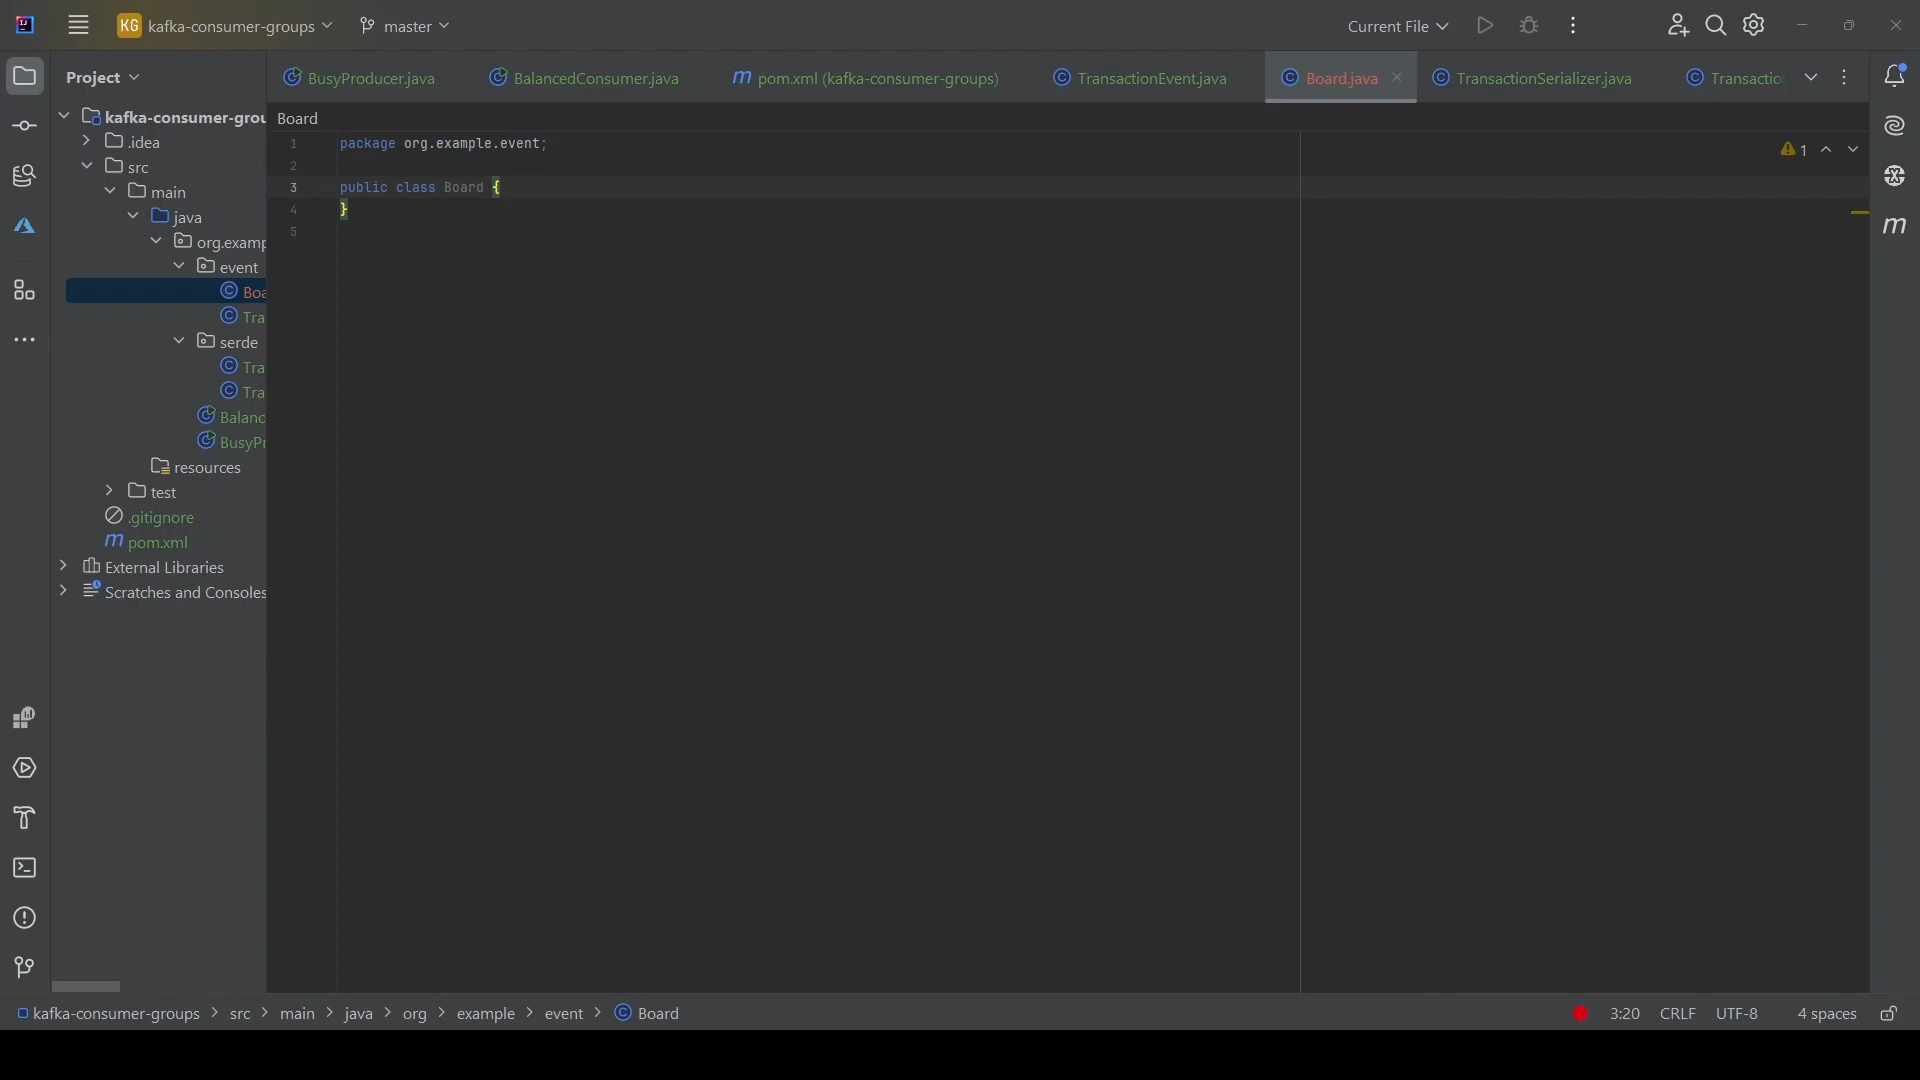 KG kafka-consumer-groups
master
Current File
Project
BusyProducer.java
BalancedConsumer.java
m pom.xml (kafka-consumer-groups)
TransactionEvent.java
Board.java
TransactionSerializer.java
Transactio
kafka-consumer-grou
.idea
src
main
java
org.examp
event
Boa
Tra
serde
Tra
Tra
Balanc
BusyPr
resources
test
.gitignore
m pom.xml
External Libraries
Scratches and Consoles
Board
1 package org.example.event;
2
3 public class Board {
4 }
5
1
m
kafka-consumer-groups > src > main > java > org > example > event > Board
3:20 CRLF UTF-8 4 spaces